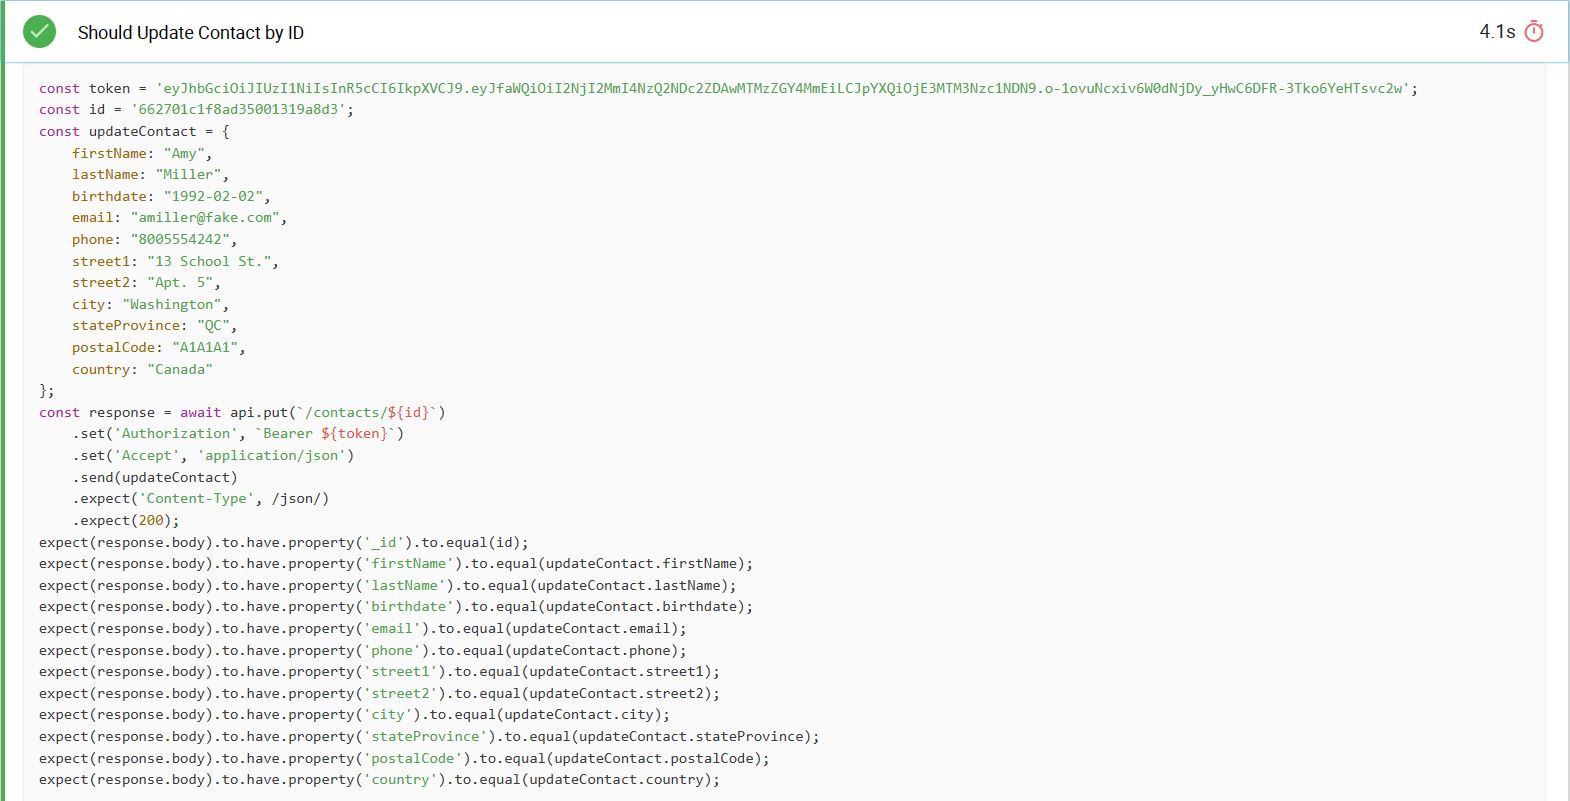 Should Update Contact by ID
4.1s
const token = 'eyJhbGciOiJIUzI1NiIsInR5cCI6IkpXVCJ9.eyJfaWQiOiI2NjI2MmI4NzQ2NDc2ZDAwMTMzZGY4MmEiLCJpYXQiOjE3MTM3Nzc1NDN9.o-1ovuNcxiv6W0dNjDy_yHwC6DFR-3Tko6YeHTsvc2w';
const id = '662701c1f8ad35001319a8d3';
const updateContact = {
    firstName: "Amy",
    lastName: "Miller",
    birthdate: "1992-02-02",
    email: "amiller@fake.com",
    phone: "8005554242",
    street1: "13 School St.",
    street2: "Apt. 5",
    city: "Washington",
    stateProvince: "QC",
    postalCode: "A1A1A1",
    country: "Canada"
};
const response = await api.put(`/contacts/${id}`)
    .set('Authorization', `Bearer ${token}`)
    .set('Accept', 'application/json')
    .send(updateContact)
    .expect('Content-Type', /json/)
    .expect(200);
expect(response.body).to.have.property('_id').to.equal(id);
expect(response.body).to.have.property('firstName').to.equal(updateContact.firstName);
expect(response.body).to.have.property('lastName').to.equal(updateContact.lastName);
expect(response.body).to.have.property('birthdate').to.equal(updateContact.birthdate);
expect(response.body).to.have.property('email').to.equal(updateContact.email);
expect(response.body).to.have.property('phone').to.equal(updateContact.phone);
expect(response.body).to.have.property('street1').to.equal(updateContact.street1);
expect(response.body).to.have.property('street2').to.equal(updateContact.street2);
expect(response.body).to.have.property('city').to.equal(updateContact.city);
expect(response.body).to.have.property('stateProvince').to.equal(updateContact.stateProvince);
expect(response.body).to.have.property('postalCode').to.equal(updateContact.postalCode);
expect(response.body).to.have.property('country').to.equal(updateContact.country);